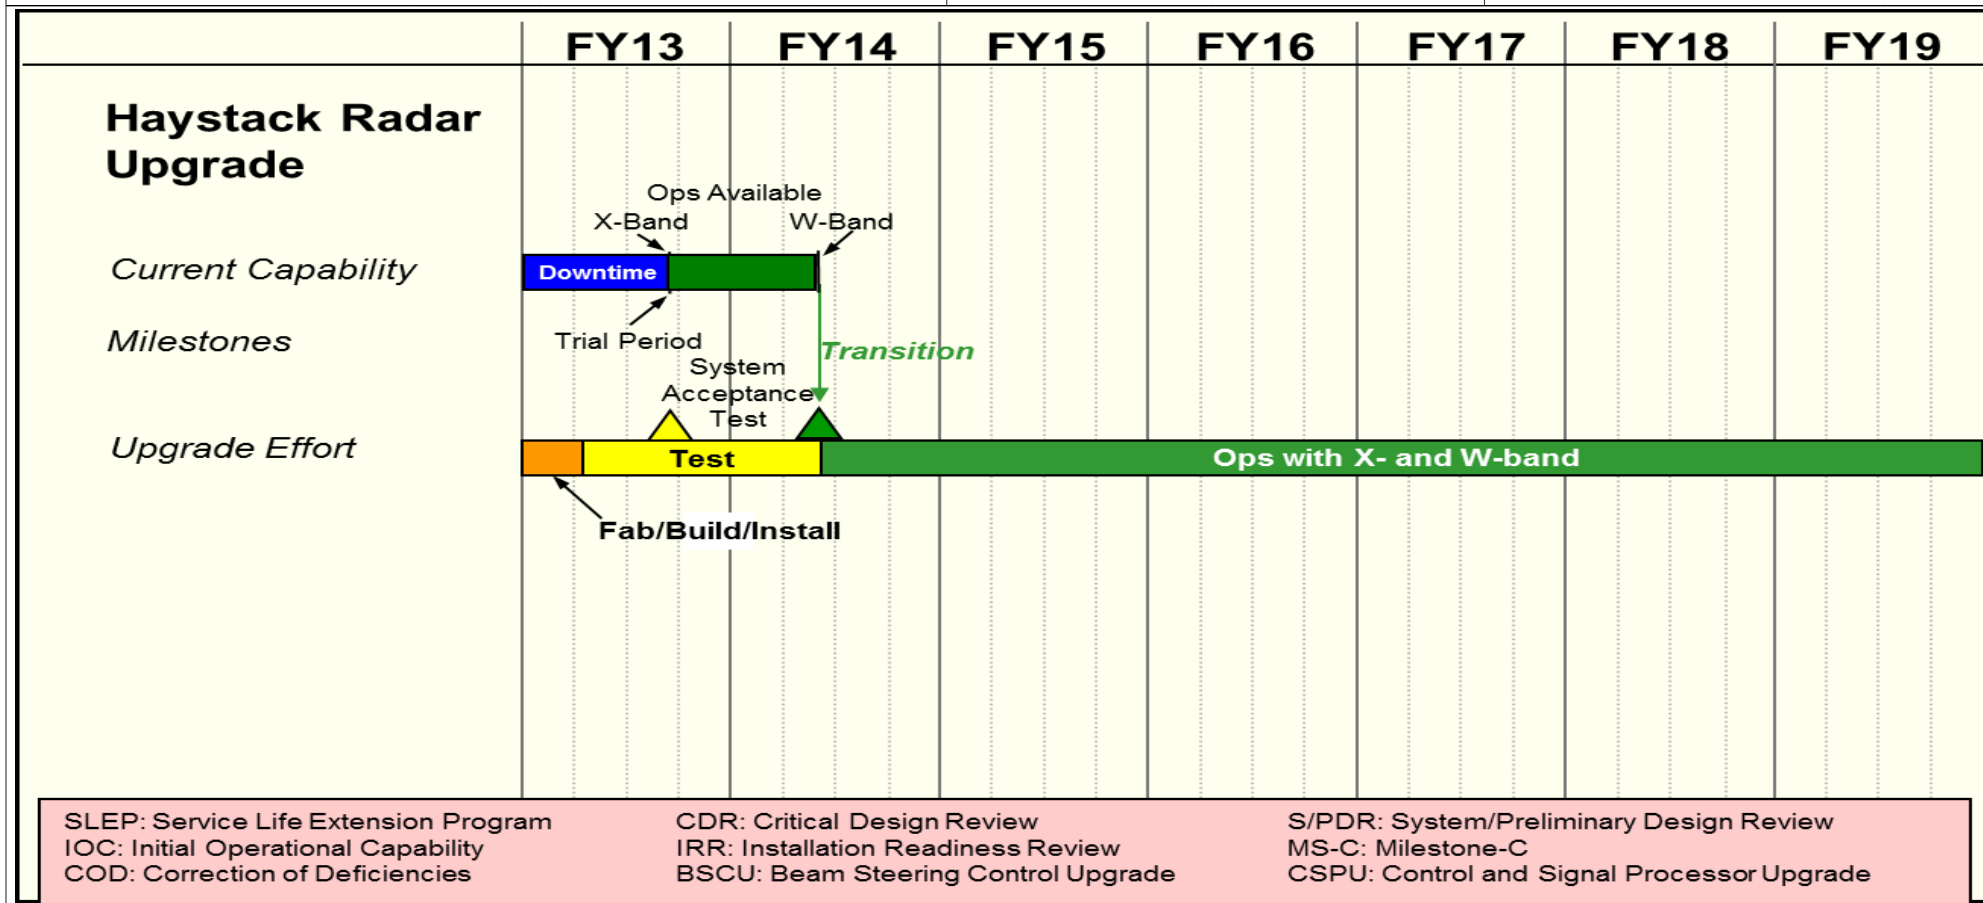 FY13 FY14 FY15 FY16 FY17 FY18 FY19
Haystack Radar
Upgrade
Ops Available
X-Band W-Band
Current Capability
Downtime
Milestones
Trial Period
Transition
System
Acceptance
Test
Upgrade Effort
Test
Ops with X- and W-band
Fab/Build/Install
SLEP: Service Life Extension Program
IOC: Initial Operational Capability
COD: Correction of Deficiencies
CDR: Critical Design Review
IRR: Installation Readiness Review
BSCU: Beam Steering Control Upgrade
S/PDR: System/Preliminary Design Review
MS-C: Milestone-C
CSPU: Control and Signal Processor Upgrade